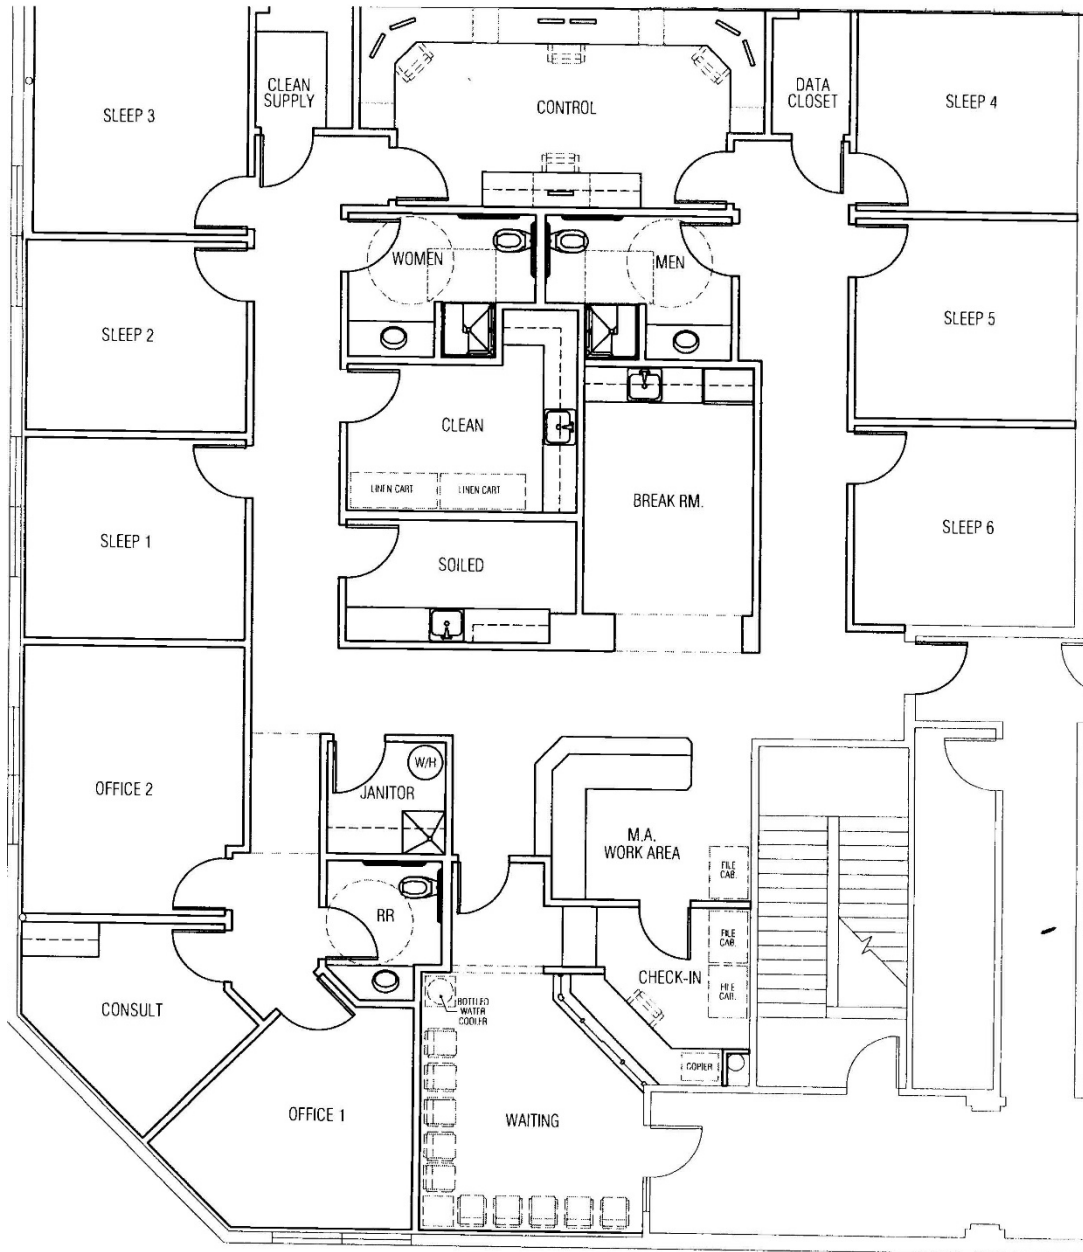 SLEEP 3
CLEAN
SUPPLY
CONTROL
DATA
CLOSET
SLEEP 4
WOMEN
MEN
SLEEP 2
SLEEP 5
CLEAN
LINEN CART
LINEN CART
BREAK RM.
SLEEP 1
SOILED
SLEEP 6
OFFICE 2
W/H
JANITOR
M.A.
WORK AREA
FILE
CAB.
RR
FILE
CAB.
CHECK-IN
FILE
CAB.
CONSULT
BOTTLED
WATER
COOLER
COPIER
OFFICE 1
WAITING